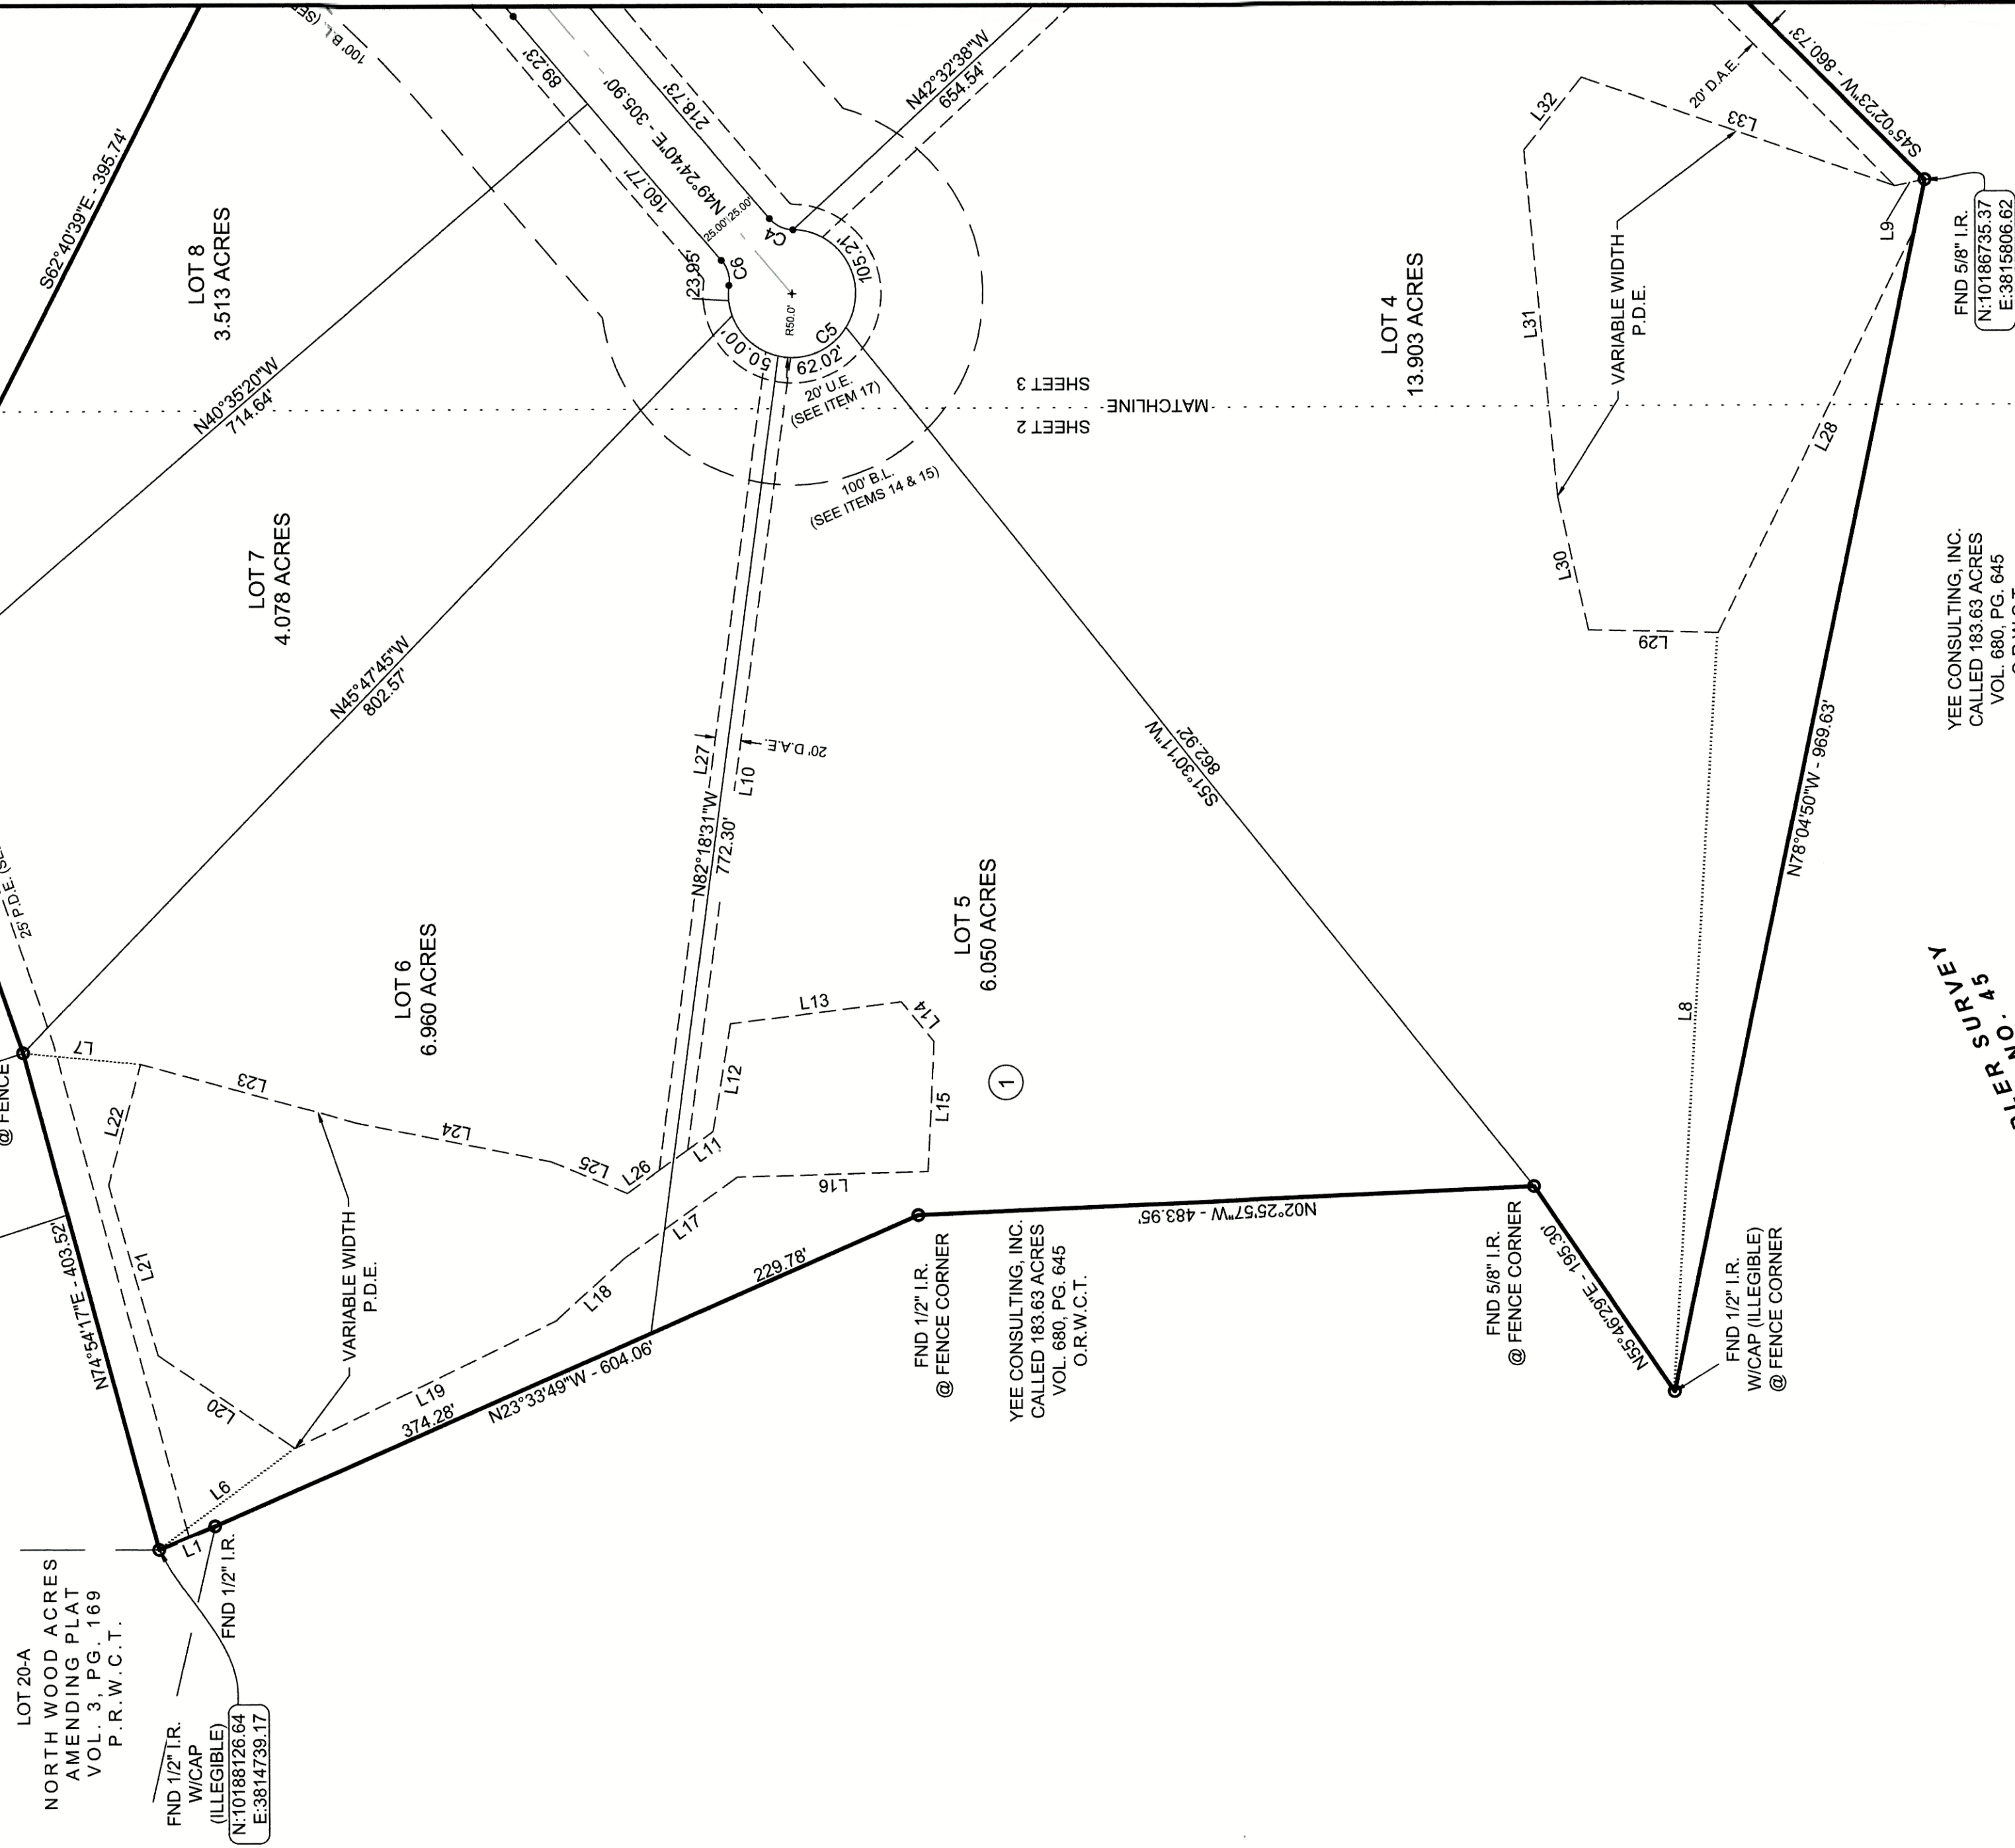 S62°40'39"E - 395.74'
100' B.L. (SE
89.23'
N49°24'40"E - 305.90'
218.73'
N42°32'38"W
654.54'
160.77'
25.00'
25.00'
C4
C6
23.95'
R50.0'
105.21'
C5
50.00'
62.02'
20' U.E.
(SEE ITEM 17)
100' B.L.
(SEE ITEMS 14 & 15)
LOT 8
3.513 ACRES
N40°35'20"W
714.64'
LOT 7
4.078 ACRES
N45°47'45"W
802.57'
SHEET 3
MATCHLINE
SHEET 2
LOT 4
13.903 ACRES
L32
L33
L31
VARIABLE WIDTH
P.D.E.
20' D.A.E.
S45°02'23"W - 860.73'
L9
FND 5/8" I.R.
N:10186735.37
E:3815806.62
L28
L30
L29
YEE CONSULTING, INC.
CALLED 183.63 ACRES
VOL. 680, PG. 645
N78°04'50"W - 969.63'
L8
S51°30'11"W
862.92'
L27
L10
20' D.A.E.
N82°18'31"W
772.30'
25' P.D.E. (SE
@ FENCE
L7
LOT 6
6.960 ACRES
LOT 5
6.050 ACRES
1
L23
L22
L24
L25
L26
L11
L12
L13
L14
L15
L16
L17
L18
L19
L20
L21
VARIABLE WIDTH
P.D.E.
N74°54'17"E - 403.52'
L6
L1
374.28'
N23°33'49"W - 604.06'
229.78'
N02°25'57"W - 483.95'
FND 1/2" I.R.
@ FENCE CORNER
YEE CONSULTING, INC.
CALLED 183.63 ACRES
VOL. 680, PG. 645
O.R.W.C.T.
FND 5/8" I.R.
@ FENCE CORNER
N55°46'29"E - 195.30'
FND 1/2" I.R.
W/CAP (ILLEGIBLE)
@ FENCE CORNER
SURVEY
NO. 45
LOT 20-A
NORTH WOOD ACRES
AMENDING PLAT
VOL. 3, PG. 169
P.R.W.C.T.
FND 1/2" I.R.
W/CAP
(ILLEGIBLE)
N:10188126.64
E:3814739.17
FND 1/2" I.R.